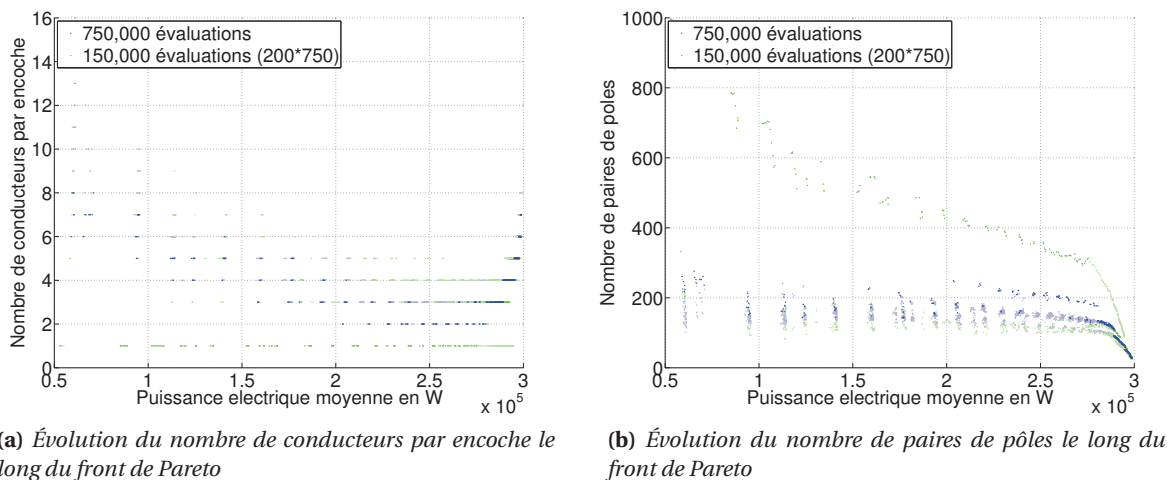 16
14
12
10
8
6
4
2
0
Nombre de conducteurs par encoche
750,000 évaluations
150,000 évaluations (200*750)
0.5
1
1.5
2
2.5
3
Puissance electrique moyenne en W
x 10⁵
(a) Évolution du nombre de conducteurs par encoche le
long du front de Pareto
1000
800
600
400
200
0
Nombre de paires de poles
750,000 évaluations
150,000 évaluations (200*750)
0.5
1
1.5
2
2.5
3
Puissance electrique moyenne en W
x 10⁵
(b) Évolution du nombre de paires de pôles le long du
front de Pareto